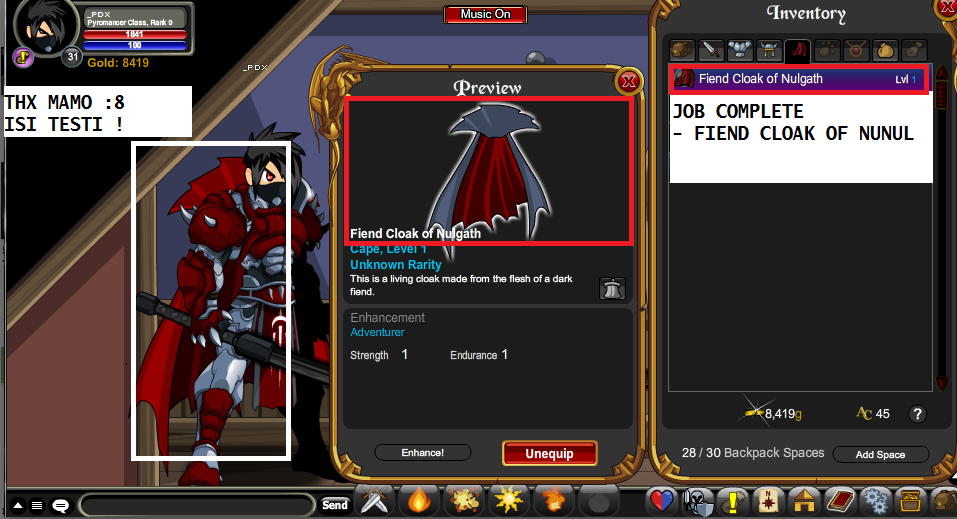 _PDX
Pyromancer Class, Rank 9
1641
100
31
Gold: 8419
Music On
_PDX
THX MAMO :8
ISI TESTI !
Preview
Fiend Cloak of Nulgath
Cape, Level 1
Unknown Rarity
This is a living cloak made from the flesh of a dark
fiend.
Enhancement
Adventurer
Strength 1 Endurance 1
Enhance!
Unequip
Inventory
Fiend Cloak of Nulgath Lvl 1
JOB COMPLETE
- FIEND CLOAK OF NUNUL
8,419g AC 45 ?
28 / 30 Backpack Spaces
Add Space
Send
N